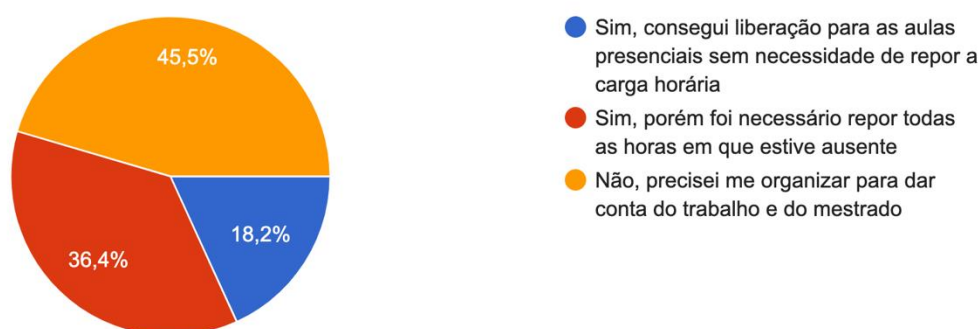 45,5%
36,4%
18,2%
Sim, consegui liberação para as aulas
presenciais sem necessidade de repor a
carga horária
Sim, porém foi necessário repor todas
as horas em que estive ausente
Não, precisei me organizar para dar
conta do trabalho e do mestrado